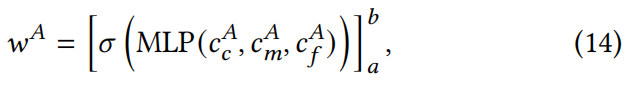 w^A = [σ (MLP(c_c^A, c_m^A, c_f^A))]_a^b, (14)